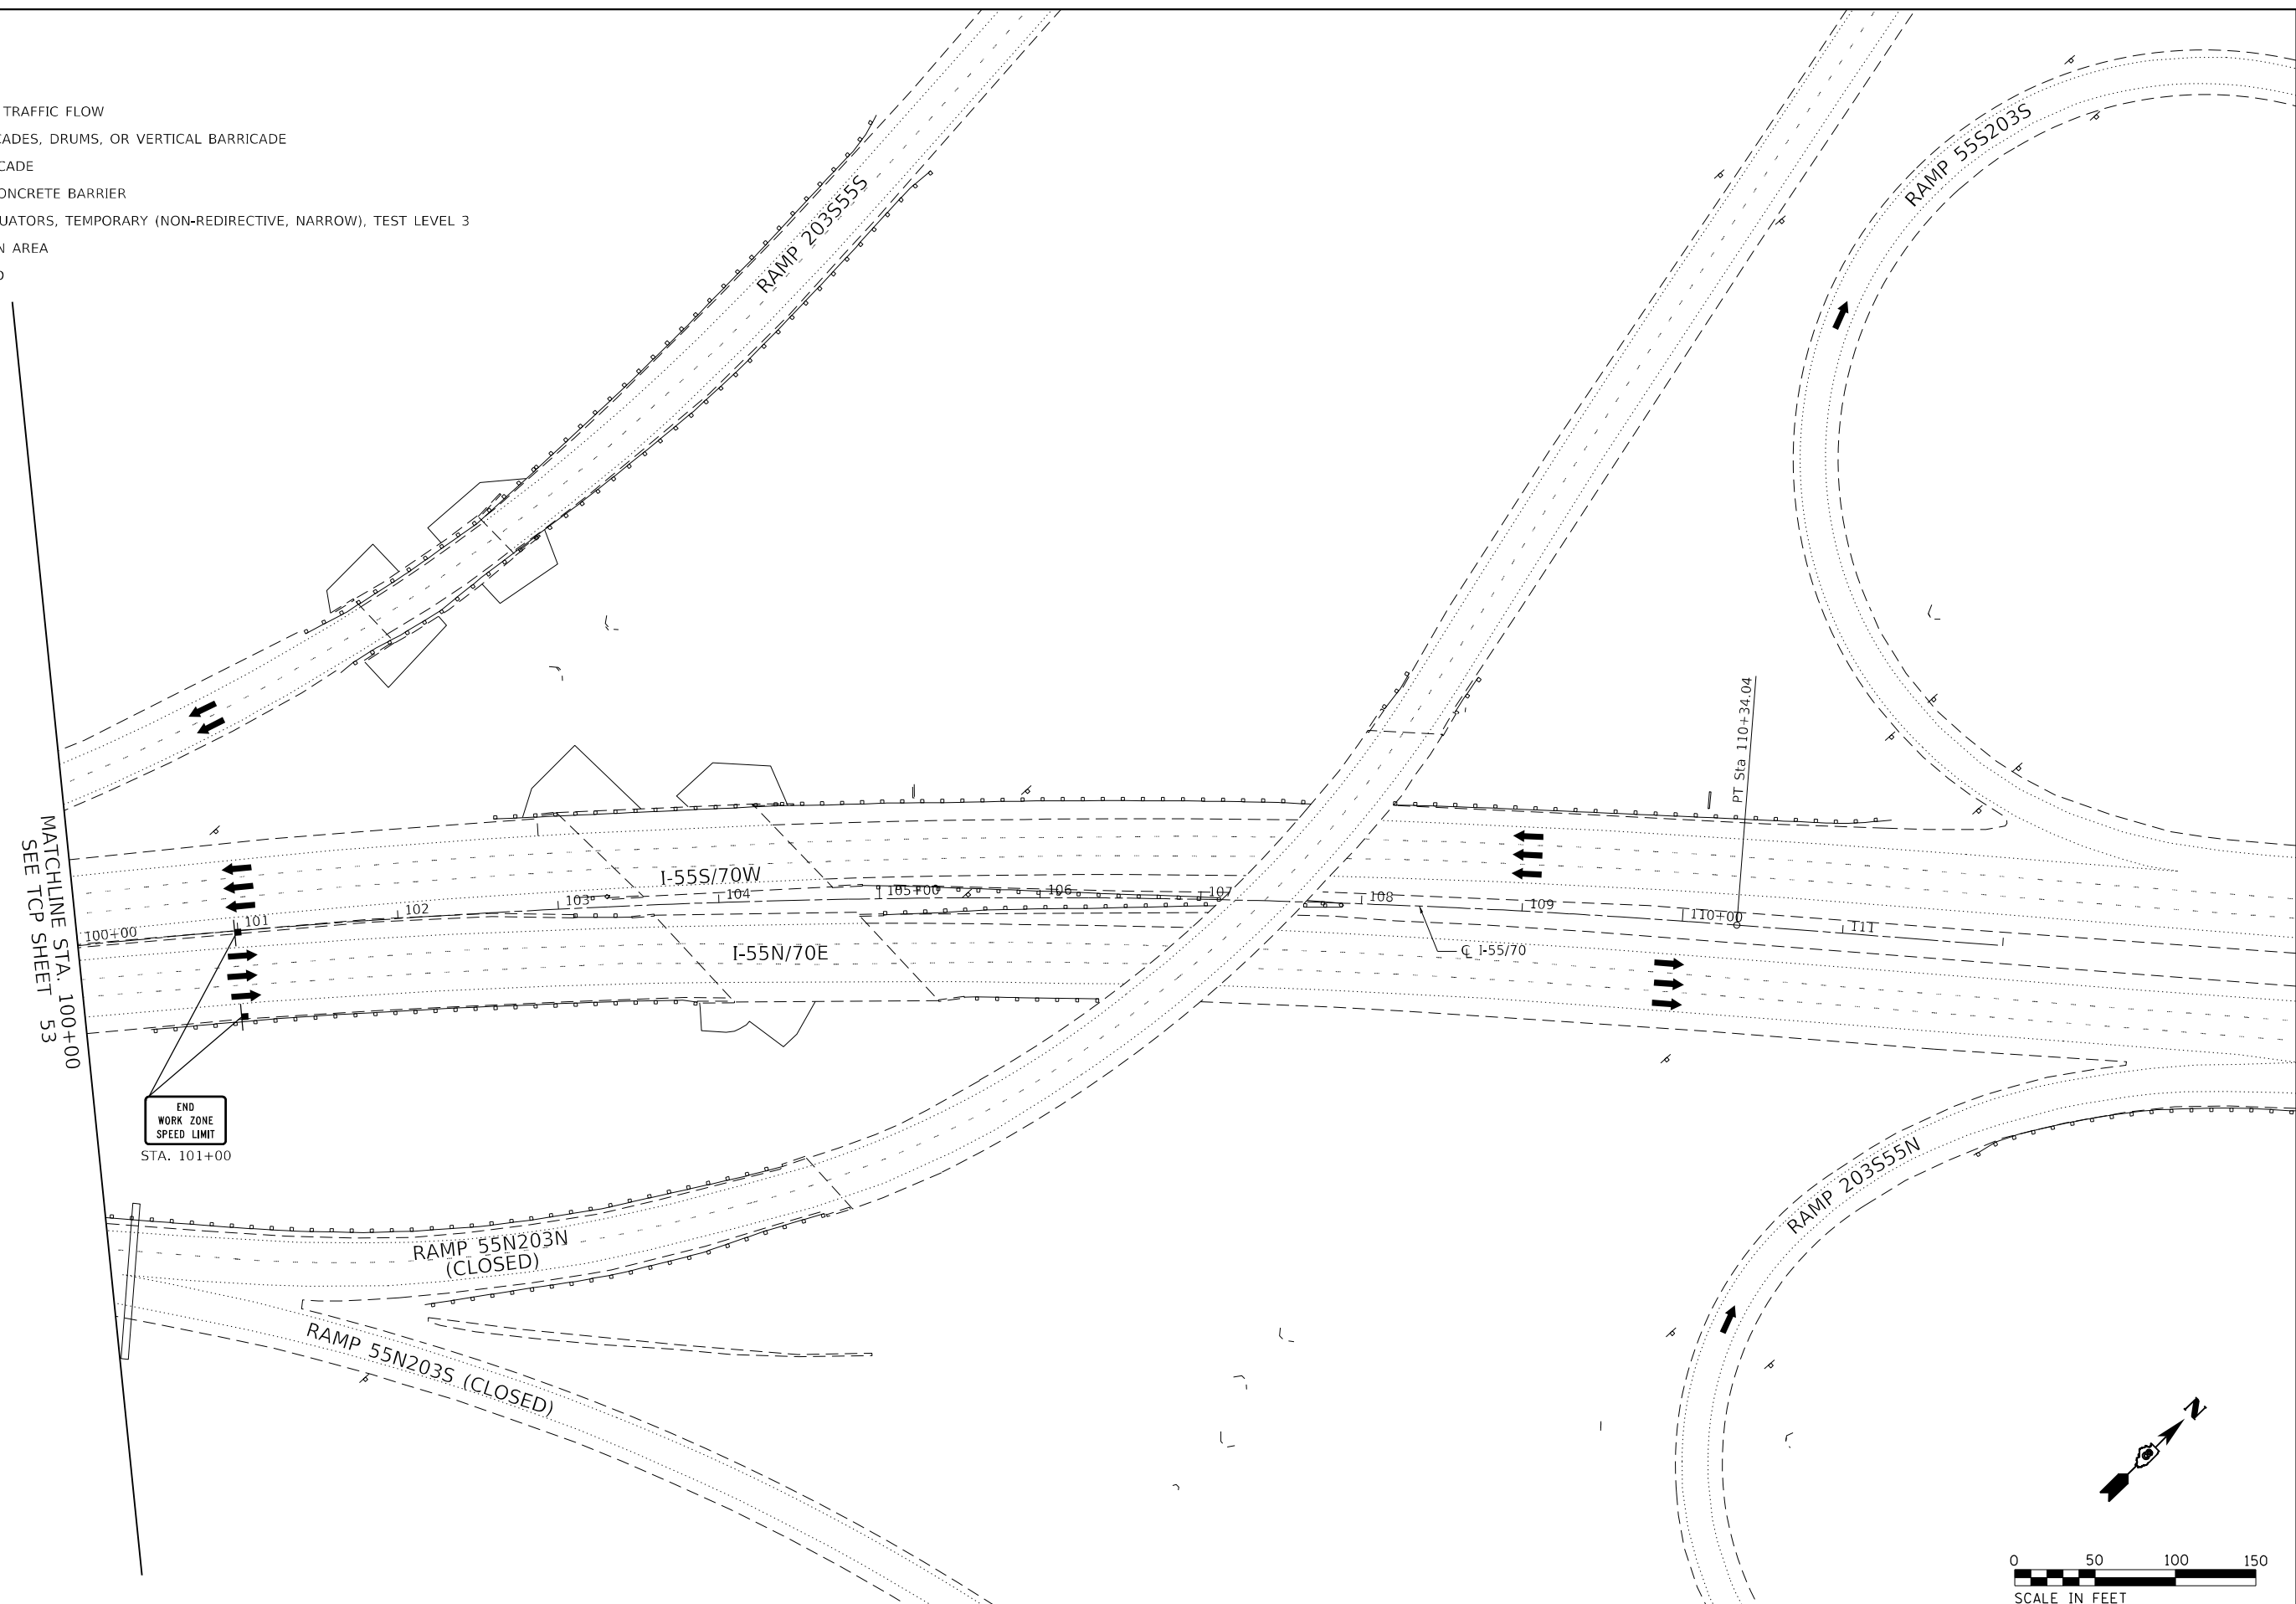 TRAFFIC FLOW
CADES, DRUMS, OR VERTICAL BARRICADE
CADE
ONCRETE BARRIER
UATORS, TEMPORARY (NON-REDIRECTIVE, NARROW), TEST LEVEL 3
N AREA
D
RAMP 203S55S
RAMP 55S203S
PT Sta 110+34.04
MATCHLINE STA. 100+00
SEE TCP SHEET 53
I-55S/70W
100+00
101
102
103
104
105+00
106
107
108
109
110+00
111
I-55N/70E
℄ I-55/70
END
WORK ZONE
SPEED LIMIT
STA. 101+00
RAMP 55N203N
(CLOSED)
RAMP 203S55N
RAMP 55N203S (CLOSED)
N
0 50 100 150
SCALE IN FEET